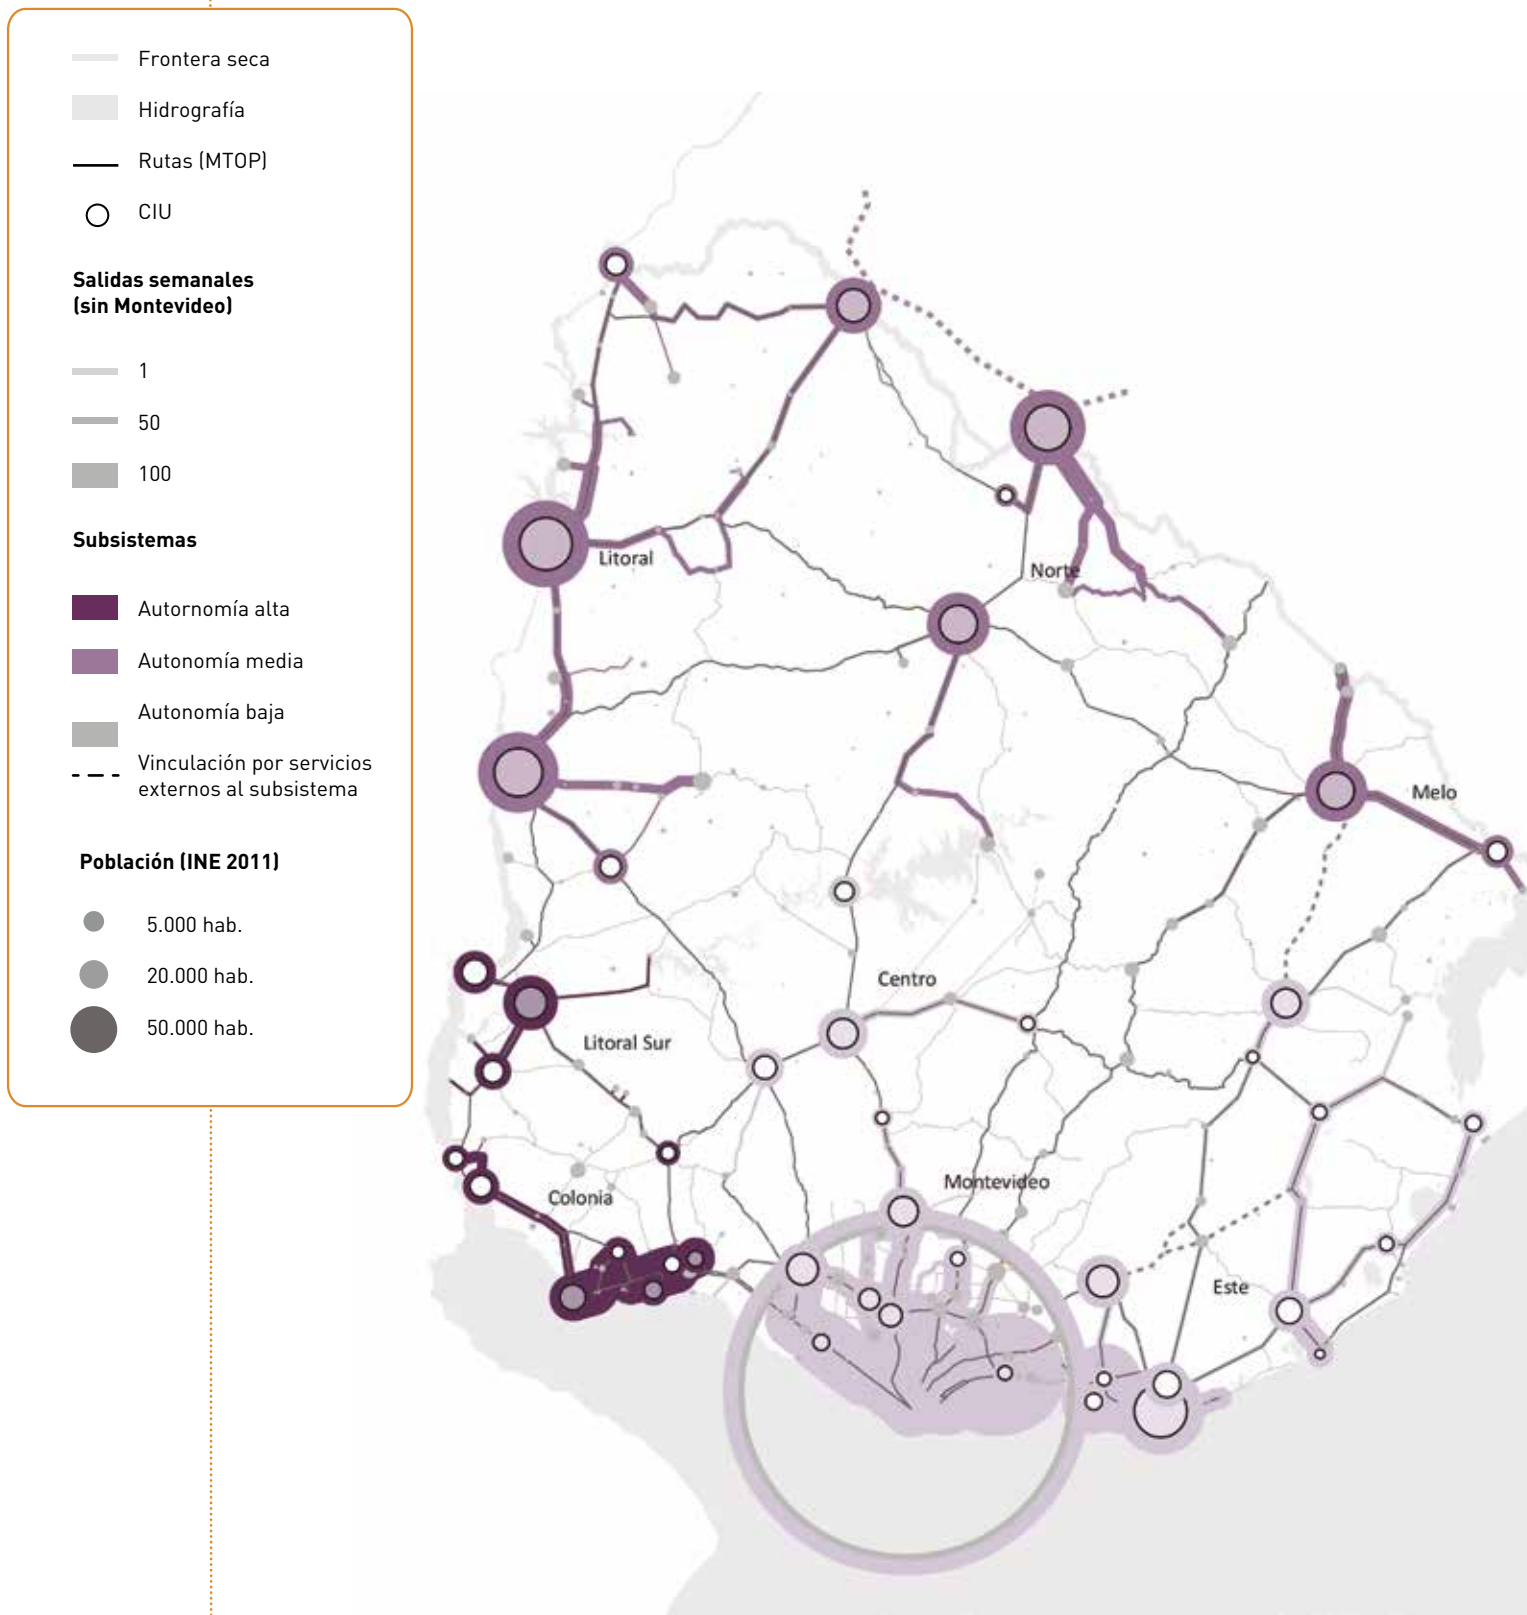 Frontera seca
Hidrografía
Rutas (MTOP)
CIU
Salidas semanales
(sin Montevideo)
1
50
100
Subsistemas
Autornomía alta
Autonomía media
Autonomía baja
Vinculación por servicios
externos al subsistema
Población (INE 2011)
5.000 hab.
20.000 hab.
50.000 hab.
Litoral
Norte
Melo
Centro
Litoral Sur
Montevideo
Colonia
Este